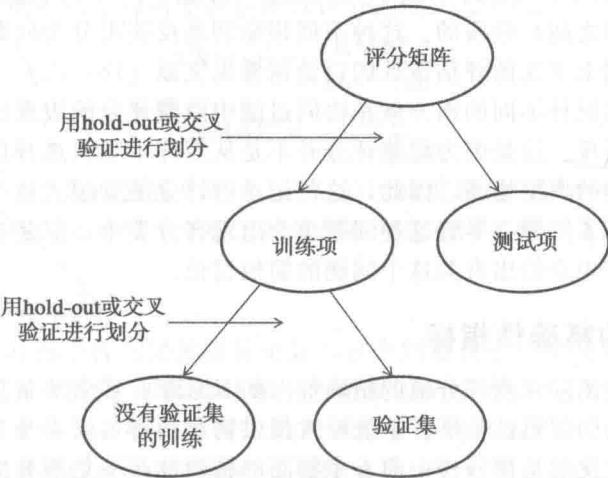 评分矩阵
用hold-out或交叉
验证进行划分
训练项
测试项
用hold-out或交叉
验证进行划分
没有验证集
的训练
验证集